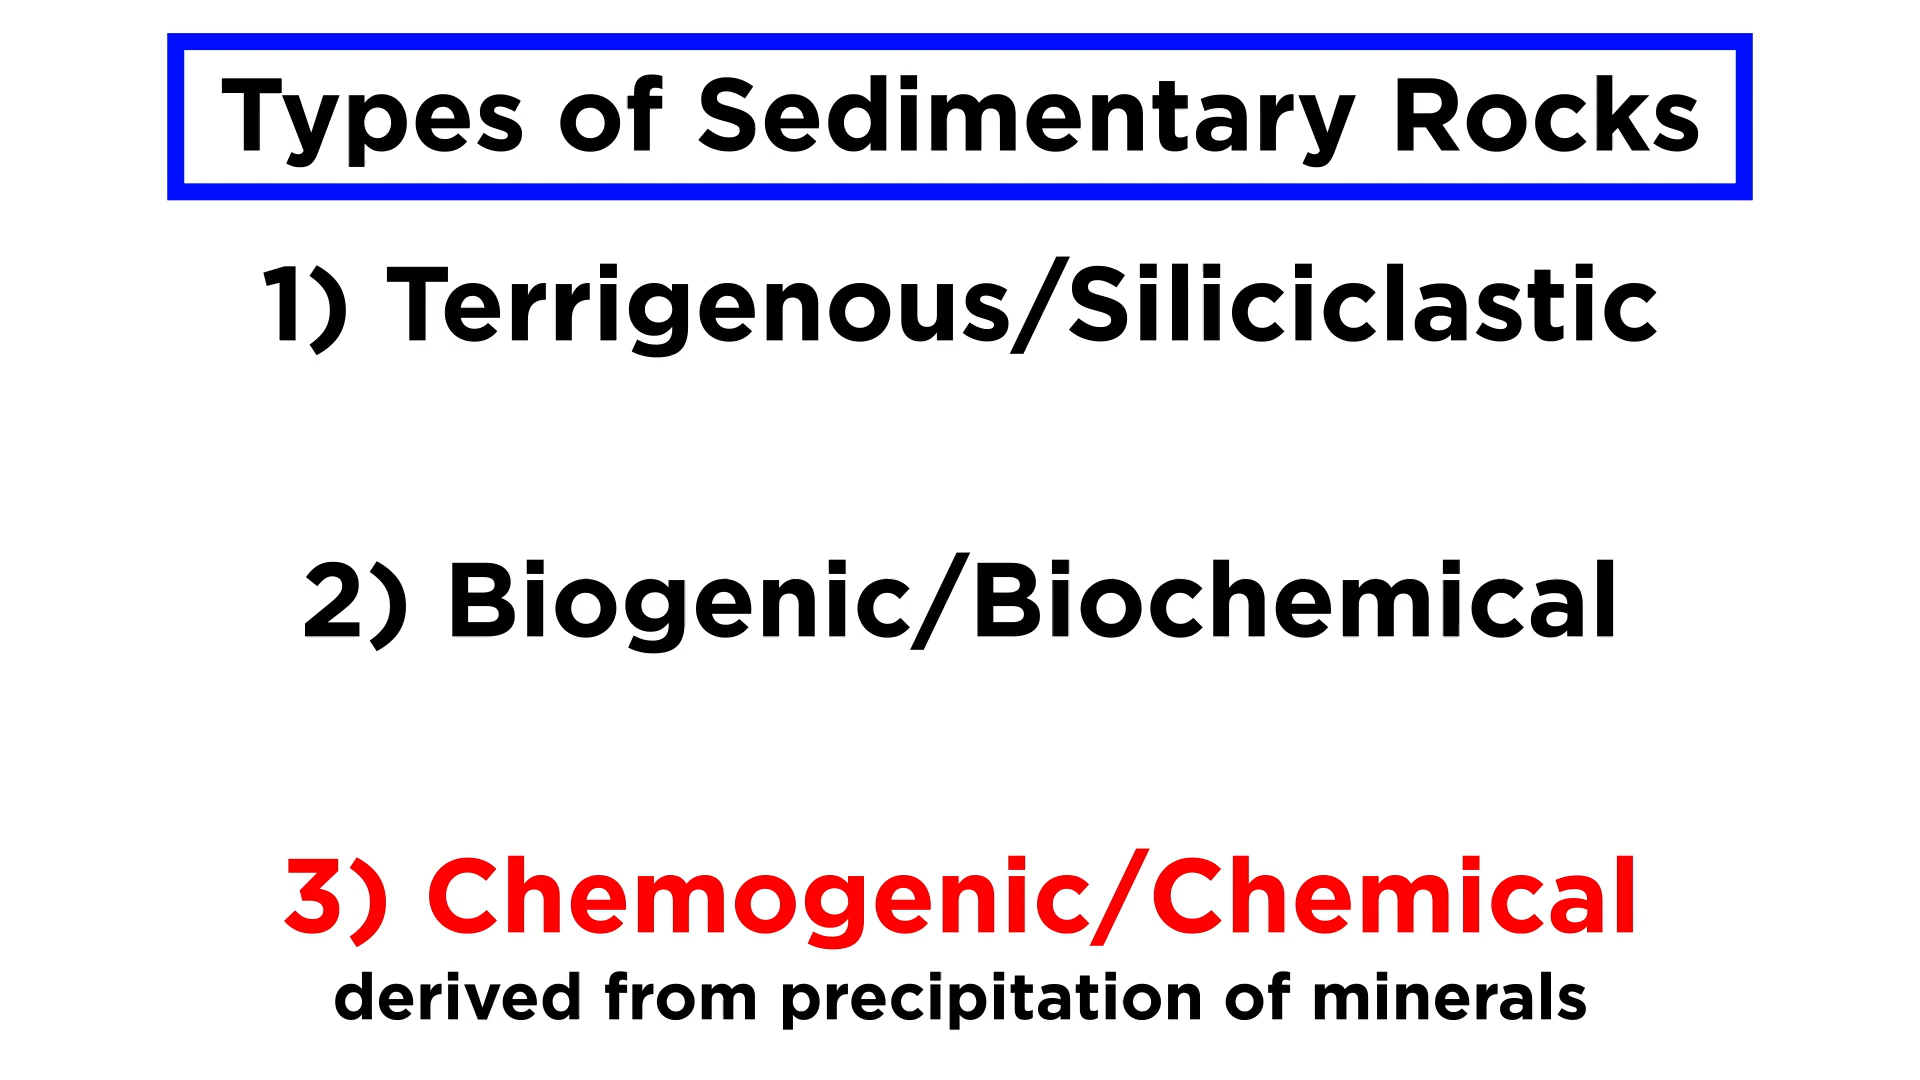 Types of Sedimentary Rocks
1) Terrigenous/Siliciclastic
2) Biogenic/Biochemical
3) Chemogenic/Chemical
derived from precipitation of minerals